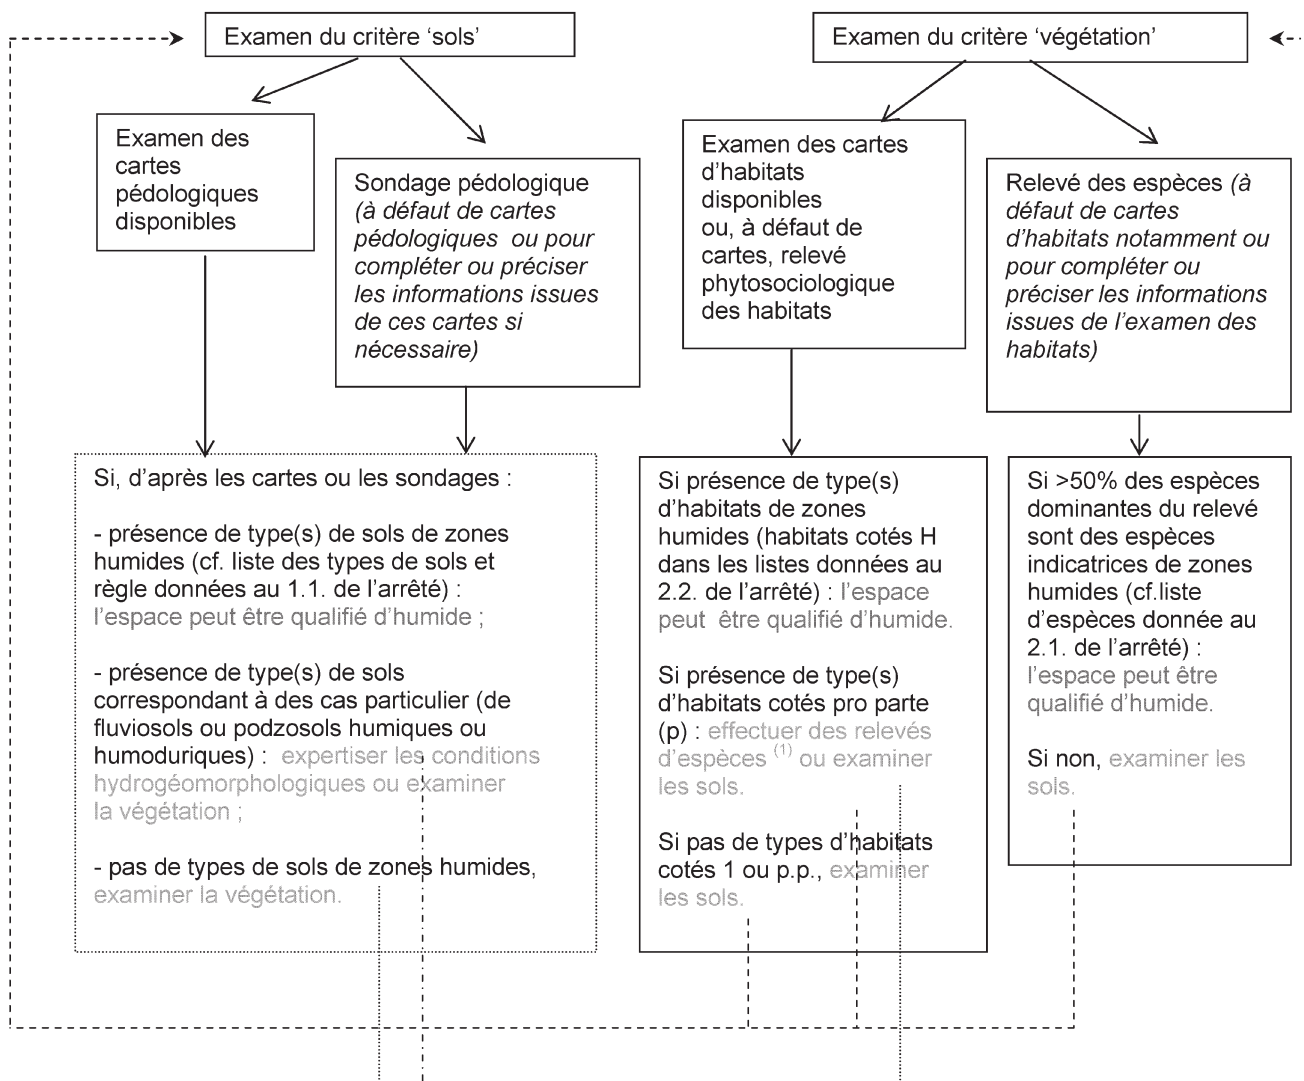 Examen du critère ‘sols’
Examen du critère ‘végétation’
Examen des
cartes
pédologiques
disponibles
Sondage pédologique
(à défaut de cartes
pédologiques ou pour
compléter ou préciser
les informations issues
de ces cartes si
nécessaire)
Examen des cartes
d’habitats
disponibles
ou, à défaut de
cartes, relevé
phytosociologique
des habitats
Relevé des espèces (à
défaut de cartes
d’habitats notamment ou
pour compléter ou
préciser les informations
issues de l’examen des
habitats)
Si, d’après les cartes ou les sondages :
- présence de type(s) de sols de zones
humides (cf. liste des types de sols et
règle données au 1.1. de l’arrêté) :
l’espace peut être qualifié d’humide ;
- présence de type(s) de sols
correspondant à des cas particulier (de
fluviosols ou podzosols humiques ou
humoduriques) : expertiser les conditions
hydrogéomorphologiques ou examiner
la végétation ;
- pas de types de sols de zones humides,
examiner la végétation.
Si présence de type(s)
d’habitats de zones
humides (habitats cotés H
dans les listes données au
2.2. de l’arrêté) : l’espace
peut être qualifié d’humide.
Si présence de type(s)
d’habitats cotés pro parte
(p) : effectuer des relevés
d’espèces (1) ou examiner
les sols.
Si pas de types d’habitats
cotés 1 ou p.p., examiner
les sols.
Si >50% des espèces
dominantes du relevé
sont des espèces
indicatrices de zones
humides (cf.liste
d’espèces donnée au
2.1. de l’arrêté) :
l’espace peut être
qualifié d’humide.
Si non, examiner les
sols.